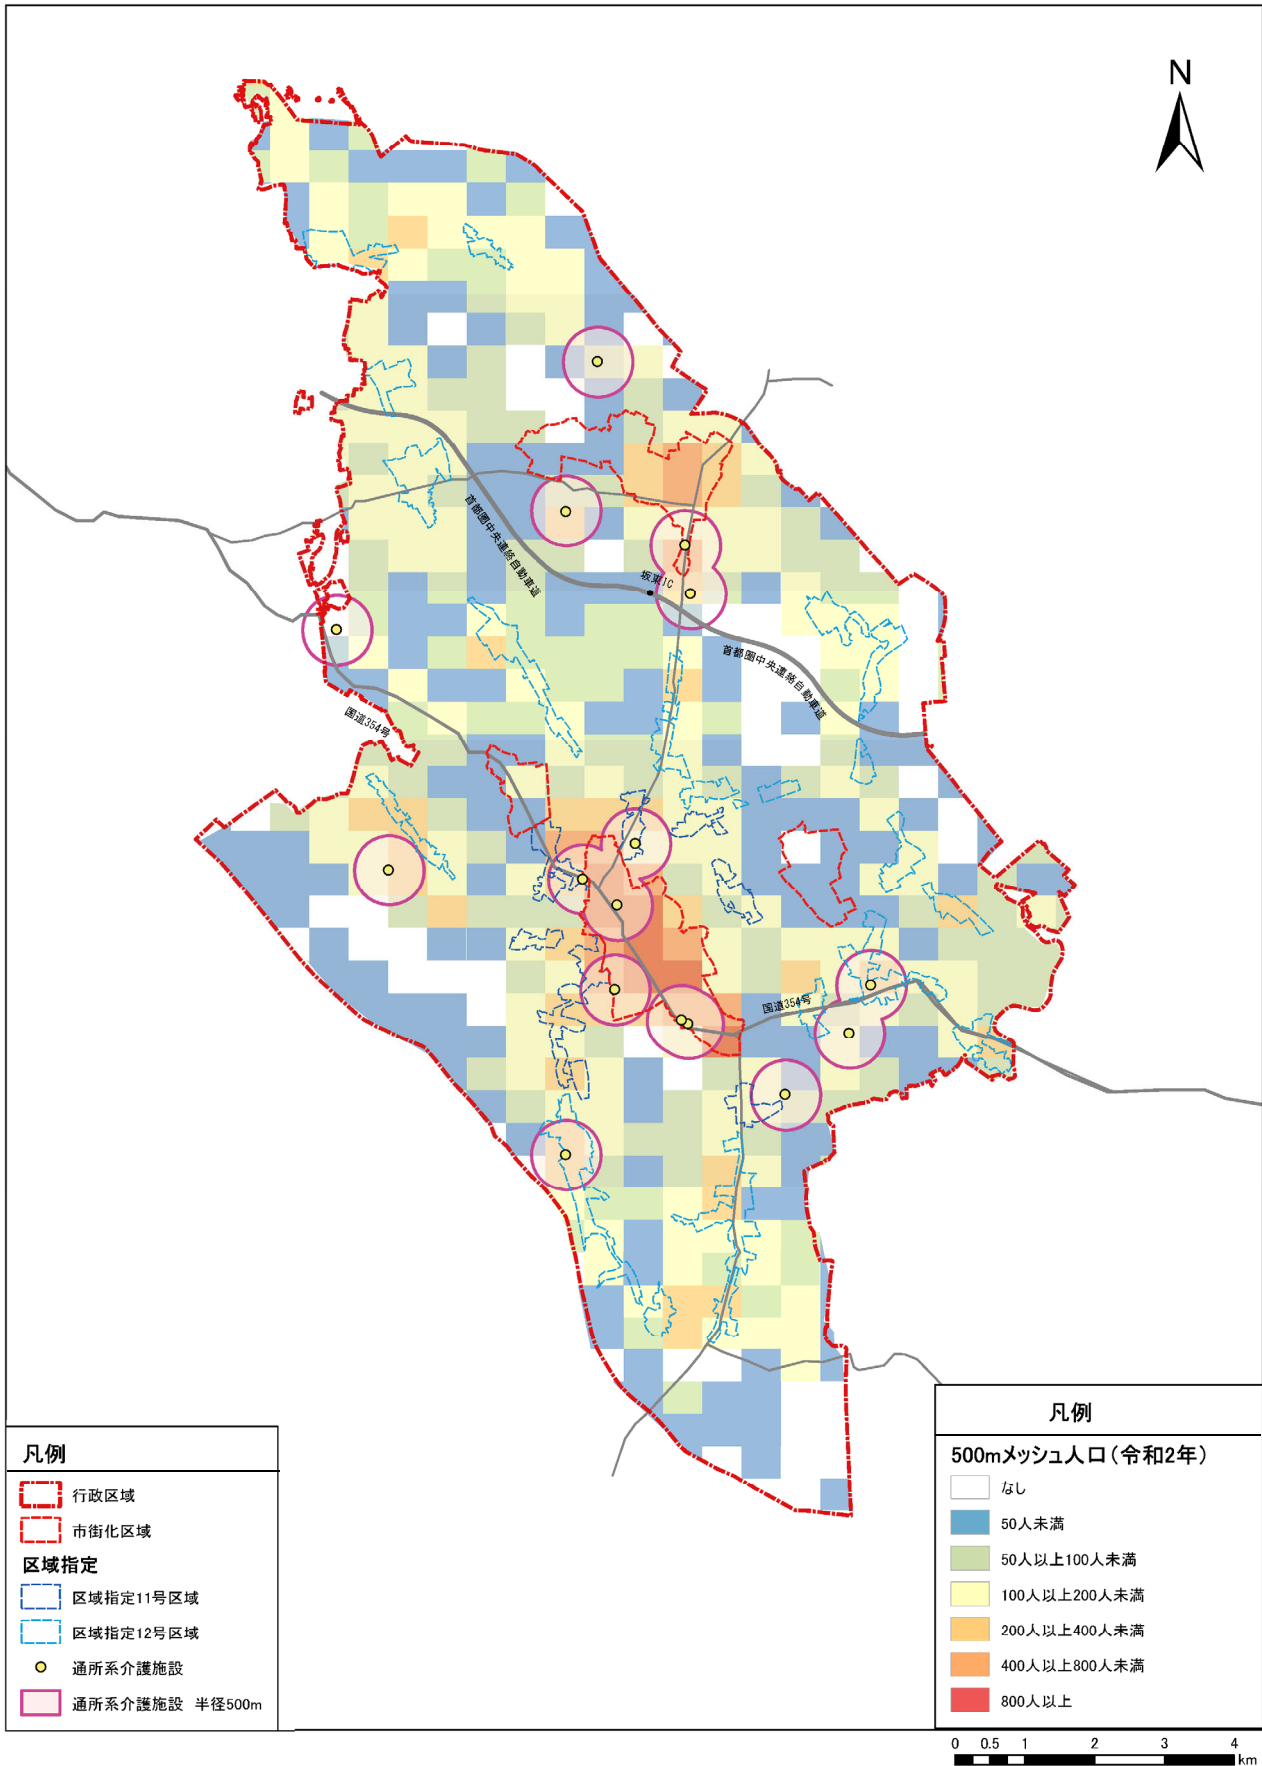 N
首都圏中央連絡自動車道
坂東IC
首都圏中央連絡自動車道
国道354号
国道354号
凡例
行政区域
市街化区域
区域指定
区域指定11号区域
区域指定12号区域
通所系介護施設
通所系介護施設 半径500m
凡例
500mメッシュ人口(令和2年)
なし
50人未満
50人以上100人未満
100人以上200人未満
200人以上400人未満
400人以上800人未満
800人以上
0 0.5 1 2 3 4
km